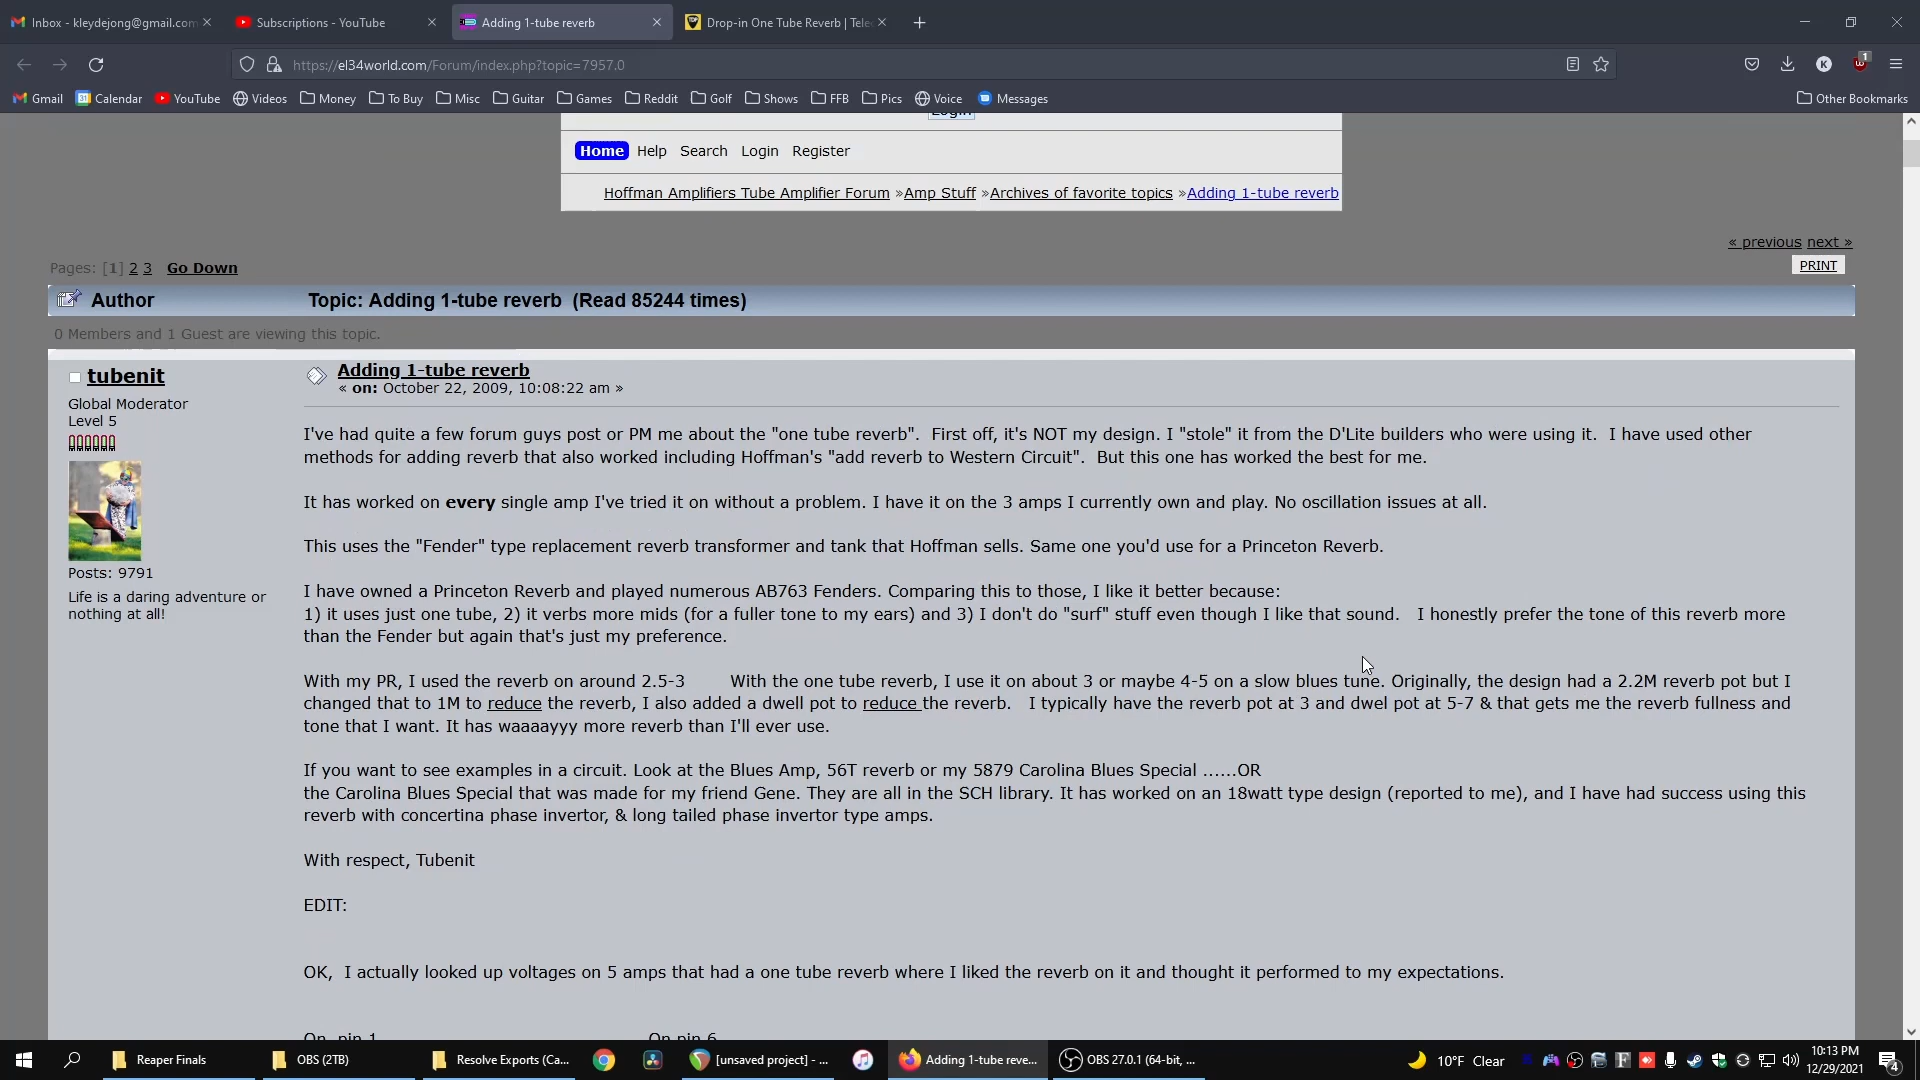 Inbox - kleydejong@gmail.com
Subscriptions - YouTube
Adding 1-tube reverb
Drop-in One Tube Reverb | Tele
https://el34world.com/Forum/index.php?topic=7957.0
K
1
Gmail
31
Calendar
YouTube
Videos
Money
To Buy
Misc
Guitar
Games
Reddit
Golf
Shows
FFB
Pics
Voice
Messages
Other Bookmarks
Login
Home Help Search Login Register
Hoffman Amplifiers Tube Amplifier Forum »Amp Stuff »Archives of favorite topics »Adding 1-tube reverb
« previous next »
Pages: [1] 2 3 Go Down
PRINT
Author Topic: Adding 1-tube reverb (Read 85244 times)
0 Members and 1 Guest are viewing this topic.
tubenit
Global Moderator
Level 5
Posts: 9791
Life is a daring adventure or
nothing at all!
Adding 1-tube reverb
« on: October 22, 2009, 10:08:22 am »
I've had quite a few forum guys post or PM me about the "one tube reverb".  First off, it's NOT my design. I "stole" it from the D'Lite builders who were using it.  I have used other
methods for adding reverb that also worked including Hoffman's "add reverb to Western Circuit".  But this one has worked the best for me.
It has worked on every single amp I've tried it on without a problem. I have it on the 3 amps I currently own and play. No oscillation issues at all.
This uses the "Fender" type replacement reverb transformer and tank that Hoffman sells. Same one you'd use for a Princeton Reverb.
I have owned a Princeton Reverb and played numerous AB763 Fenders. Comparing this to those, I like it better because:
1) it uses just one tube, 2) it verbs more mids (for a fuller tone to my ears) and 3) I don't do "surf" stuff even though I like that sound.   I honestly prefer the tone of this reverb more
than the Fender but again that's just my preference.
With my PR, I used the reverb on around 2.5-3      With the one tube reverb, I use it on about 3 or maybe 4-5 on a slow blues tune. Originally, the design had a 2.2M reverb pot but I
changed that to 1M to reduce the reverb, I also added a dwell pot to reduce the reverb.   I typically have the reverb pot at 3 and dwel pot at 5-7 & that gets me the reverb fullness and
tone that I want. It has waaaayyy more reverb than I'll ever use.
If you want to see examples in a circuit. Look at the Blues Amp, 56T reverb or my 5879 Carolina Blues Special ......OR
the Carolina Blues Special that was made for my friend Gene. They are all in the SCH library. It has worked on an 18watt type design (reported to me), and I have had success using this
reverb with concertina phase invertor, & long tailed phase invertor type amps.
With respect, Tubenit
EDIT:
OK,  I actually looked up voltages on 5 amps that had a one tube reverb where I liked the reverb on it and thought it performed to my expectations.
On  pin 1 On pin 6
Reaper Finals
OBS (2TB)
Resolve Exports (Ca...
[unsaved project] - ...
Adding 1-tube reve...
OBS 27.0.1 (64-bit, ...
10°F Clear
10:13 PM
12/29/2021
4